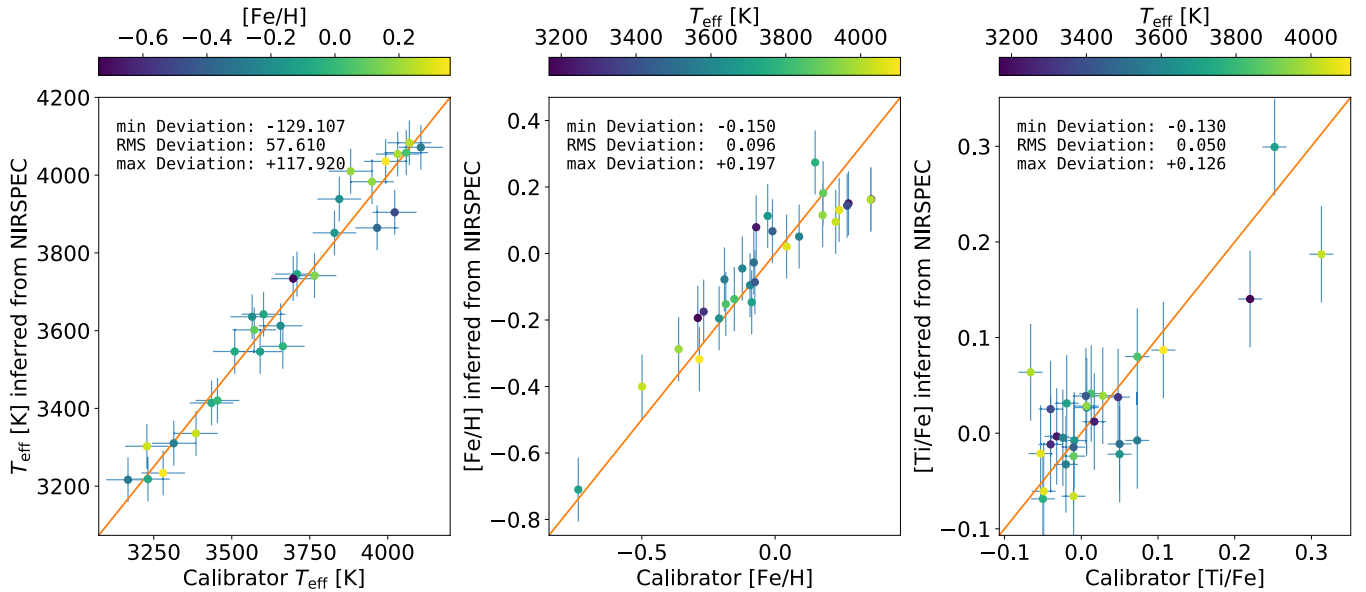 [Fe/H]
−0.6 −0.4 −0.2 0.0 0.2
4200
4000
3800
3600
3400
3200
T_eff [K] inferred from NIRSPEC
min Deviation: -129.107
RMS Deviation: 57.610
max Deviation: +117.920
3250 3500 3750 4000
Calibrator T_eff [K]
T_eff [K]
3200 3400 3600 3800 4000
0.4
0.2
0.0
−0.2
−0.4
−0.6
−0.8
[Fe/H] inferred from NIRSPEC
min Deviation: -0.150
RMS Deviation: 0.096
max Deviation: +0.197
−0.5 0.0
Calibrator [Fe/H]
T_eff [K]
3200 3400 3600 3800 4000
0.3
0.2
0.1
0.0
−0.1
[Ti/Fe] inferred from NIRSPEC
min Deviation: -0.130
RMS Deviation: 0.050
max Deviation: +0.126
−0.1 0.0 0.1 0.2 0.3
Calibrator [Ti/Fe]